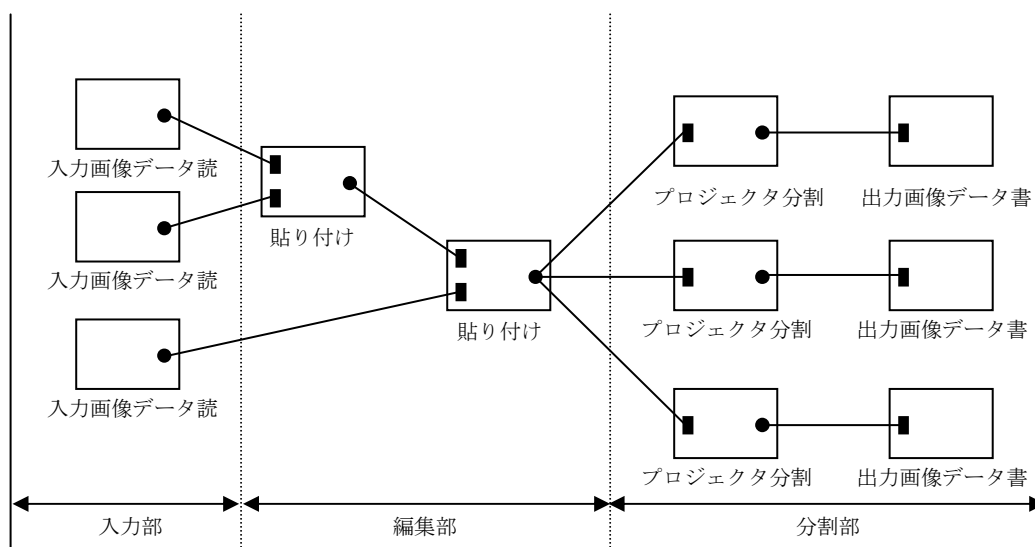 入力画像データ読
入力画像データ読
入力画像データ読
貼り付け
貼り付け
プロジェクタ分割
出力画像データ書
プロジェクタ分割
出力画像データ書
プロジェクタ分割
出力画像データ書
入力部
編集部
分割部